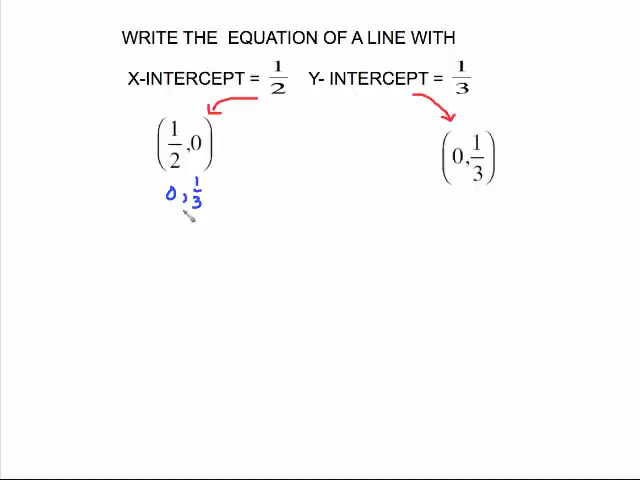 WRITE THE EQUATION OF A LINE WITH
X-INTERCEPT = 1/2 Y- INTERCEPT = 1/3
(1/2 ,0) (0, 1/3)
0, 1/3